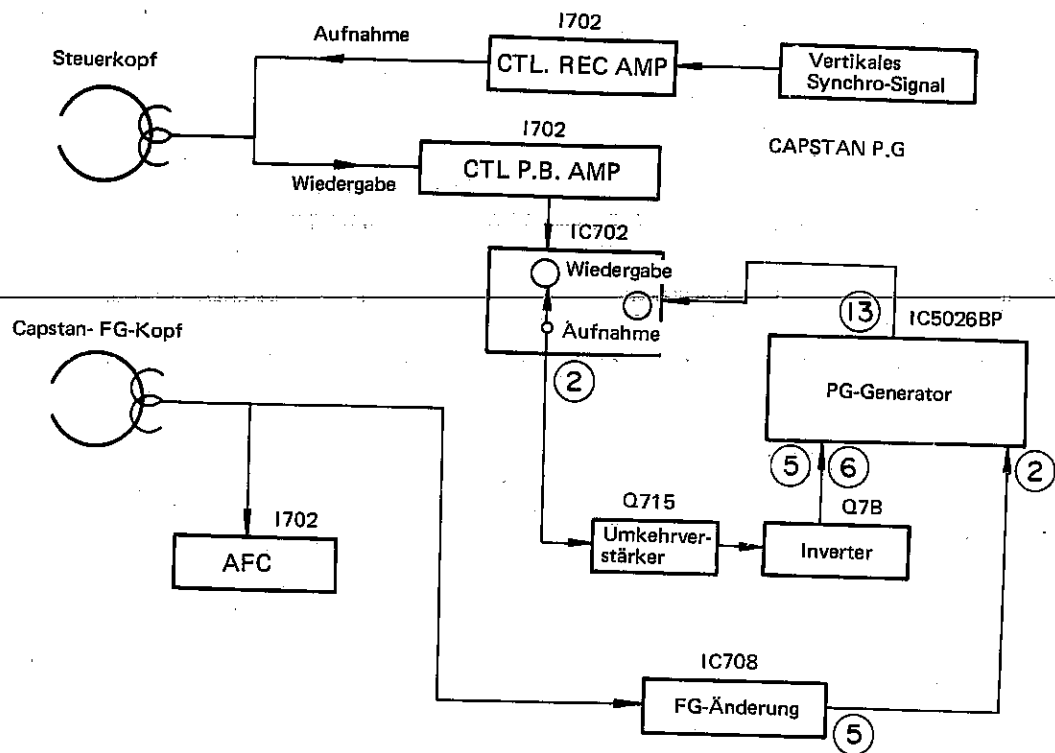 I702
Aufnahme
Steuerkopf
CTL. REC AMP
Vertikales
Synchro-Signal
I702
CAPSTAN P.G
CTL P.B. AMP
Wiedergabe
IC702
Wiedergabe
Capstan- FG-Kopf
13
IC5026BP
Aufnahme
2
PG-Generator
5
6
2
Q715
Q7B
I702
Umkehrver-
stärker
Inverter
AFC
IC708
FG-Änderung
5